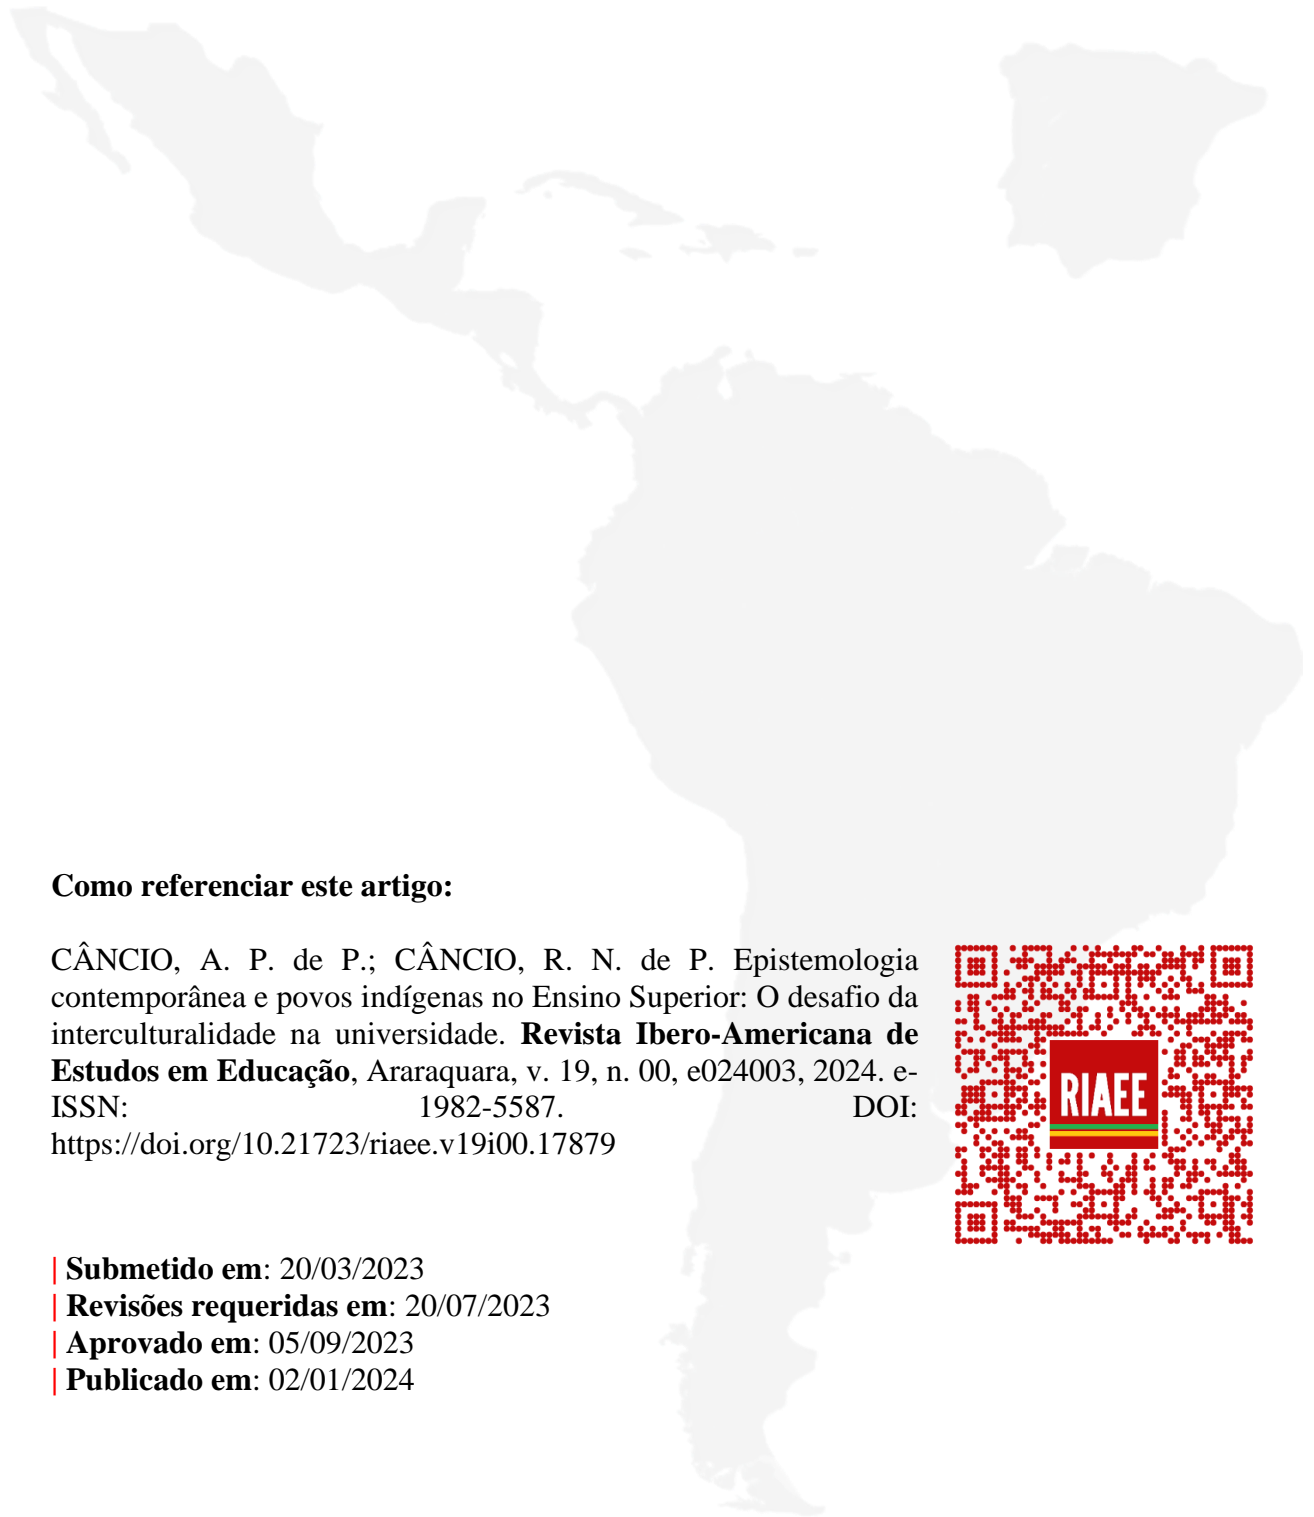 Como referenciar este artigo:
CÂNCIO, A. P. de P.; CÂNCIO, R. N. de P. Epistemologia
contemporânea e povos indígenas no Ensino Superior: O desafio da
interculturalidade na universidade. Revista Ibero-Americana de
Estudos em Educação, Araraquara, v. 19, n. 00, e024003, 2024. e-
ISSN: 1982-5587. DOI:
https://doi.org/10.21723/riaee.v19i00.17879
RIAEE
| Submetido em: 20/03/2023
| Revisões requeridas em: 20/07/2023
| Aprovado em: 05/09/2023
| Publicado em: 02/01/2024